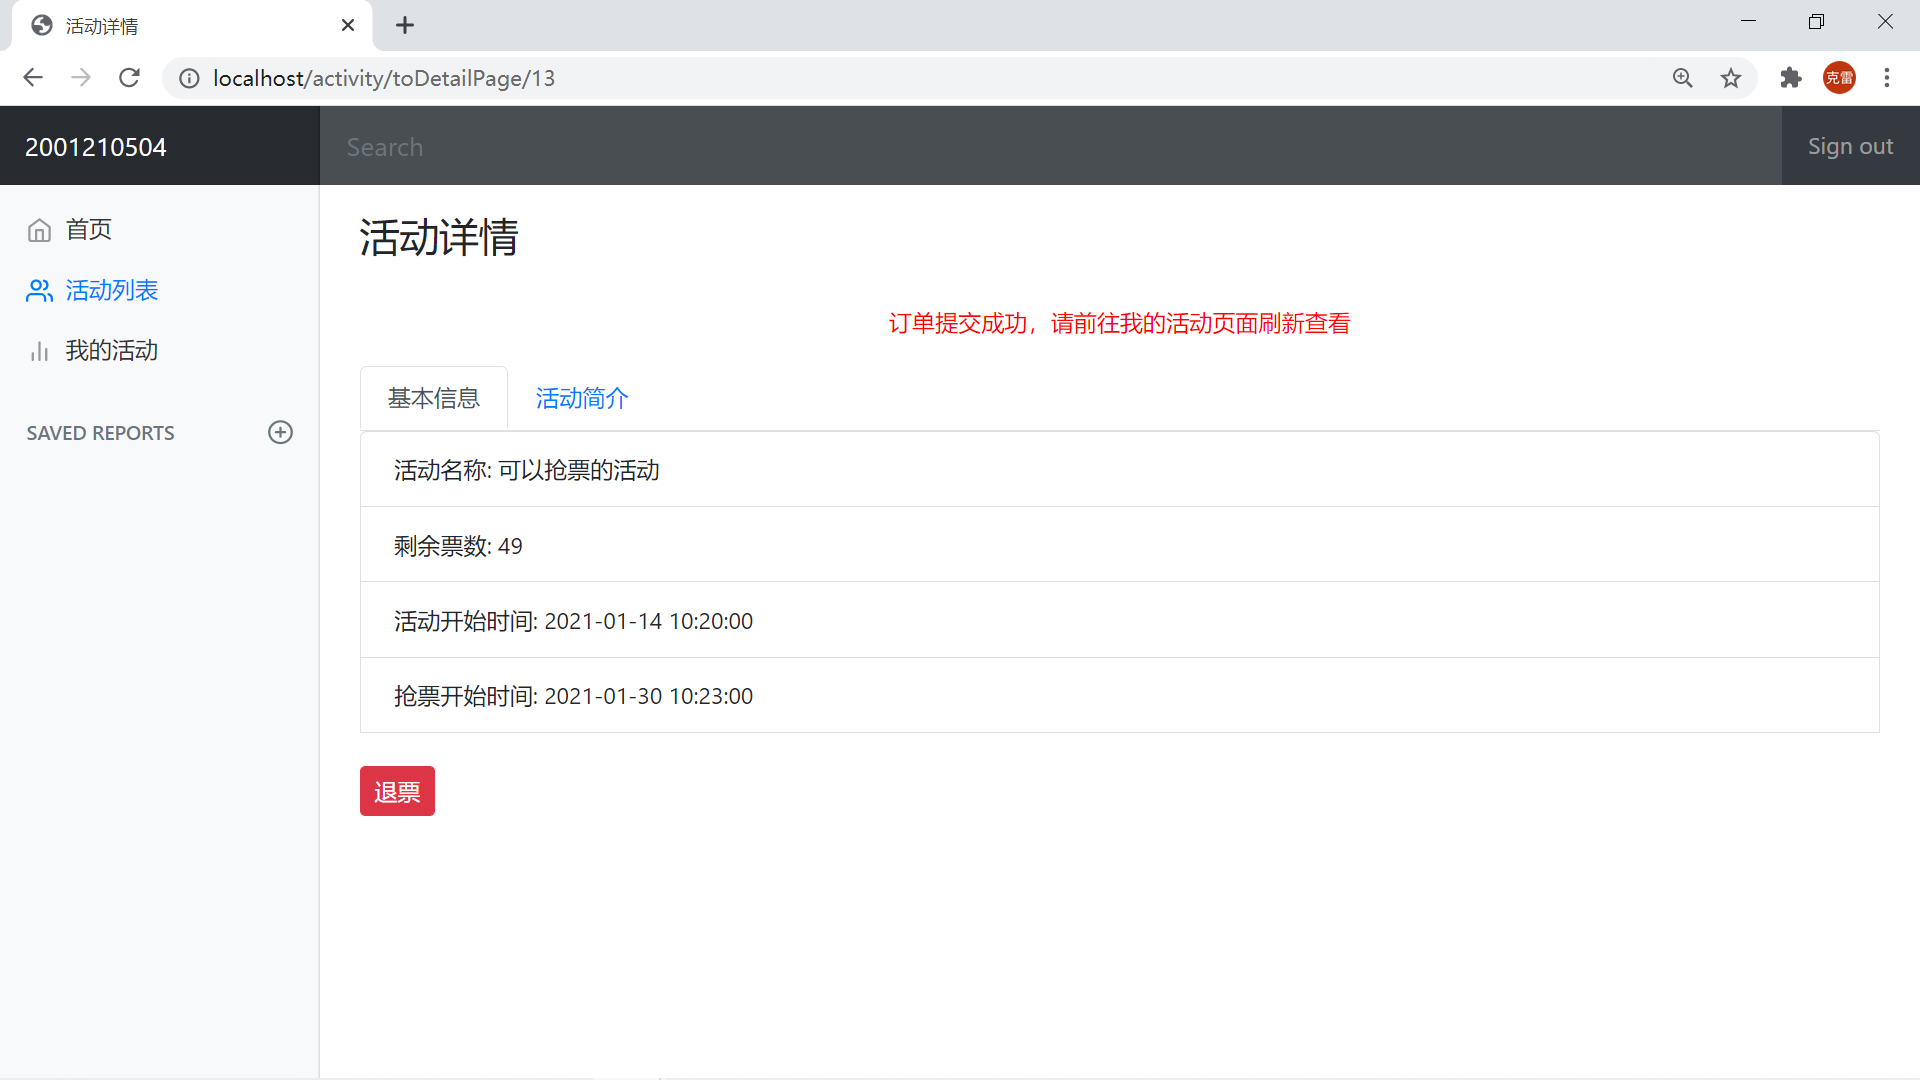 活动详情
localhost/activity/toDetailPage/13
克雷
2001210504
Search
Sign out
首页
活动列表
我的活动
SAVED REPORTS
活动详情
订单提交成功，请前往我的活动页面刷新查看
基本信息
活动简介
活动名称: 可以抢票的活动
剩余票数: 49
活动开始时间: 2021-01-14 10:20:00
抢票开始时间: 2021-01-30 10:23:00
退票